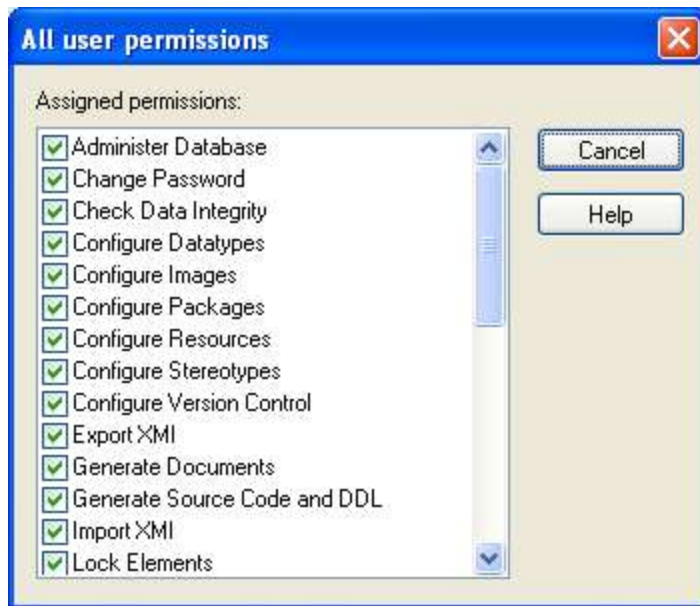 All user permissions
Assigned permissions:
Administer Database
Change Password
Check Data Integrity
Configure Datatypes
Configure Images
Configure Packages
Configure Resources
Configure Stereotypes
Configure Version Control
Export XMI
Generate Documents
Generate Source Code and DDL
Import XMI
Lock Elements
Cancel
Help